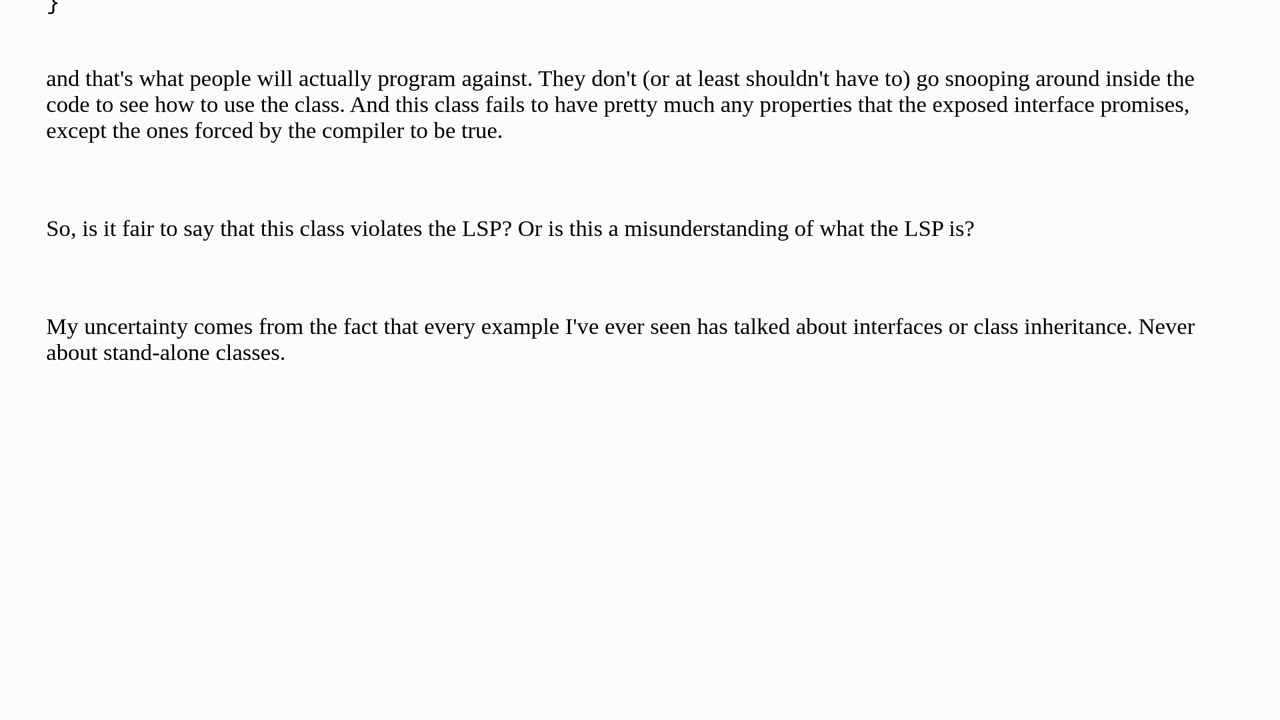 }
and that's what people will actually program against. They don't (or at least shouldn't have to) go snooping around inside the
code to see how to use the class. And this class fails to have pretty much any properties that the exposed interface promises,
except the ones forced by the compiler to be true.
So, is it fair to say that this class violates the LSP? Or is this a misunderstanding of what the LSP is?
My uncertainty comes from the fact that every example I've ever seen has talked about interfaces or class inheritance. Never
about stand-alone classes.